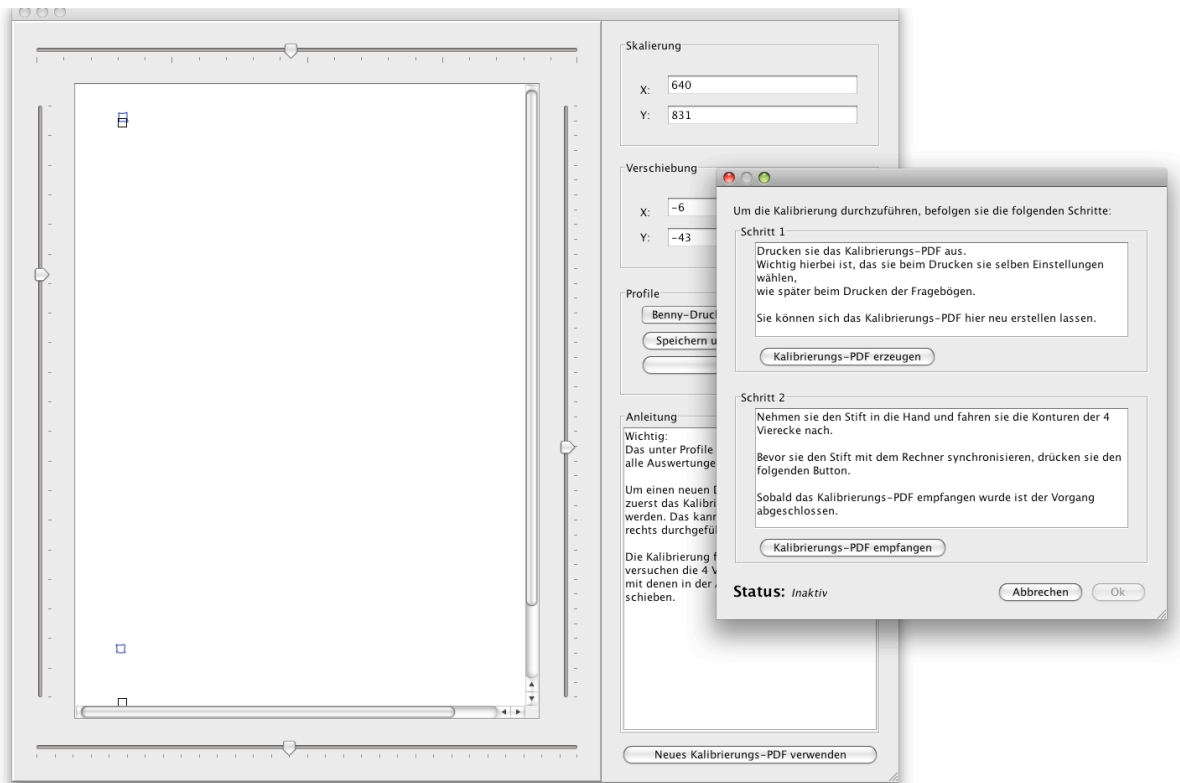 Skalierung
X: 640
Y: 831
Verschiebung
X: -6
Y: -43
Profile
Speichern
Anleitung
Wichtig:
Das unter Profile
alle
Um einen neuen
zuerst das
werden. Das kann
rechts
Die Kalibrierung
versuchen die 4
mit denen in der
schieben.
Neues Kalibrierungs-PDF verwenden
Um die Kalibrierung durchzuführen, befolgen sie die folgenden Schritte:
Schritt 1
Drucken sie das Kalibrierungs-PDF aus.
Wichtig hierbei ist, das sie beim Drucken sie selben Einstellungen
wählen,
wie später beim Drucken der Fragebögen.
Sie können sich das Kalibrierungs-PDF hier neu erstellen lassen.
Kalibrierungs-PDF erzeugen
Schritt 2
Nehmen sie den Stift in die Hand und fahren sie die Konturen der 4
Vierecke nach.
Bevor sie den Stift mit dem Rechner synchronisieren, drücken sie den
folgenden Button.
Sobald das Kalibrierungs-PDF empfangen wurde ist der Vorgang
abgeschlossen.
Kalibrierungs-PDF empfangen
Status: Inaktiv
Abbrechen
Ok